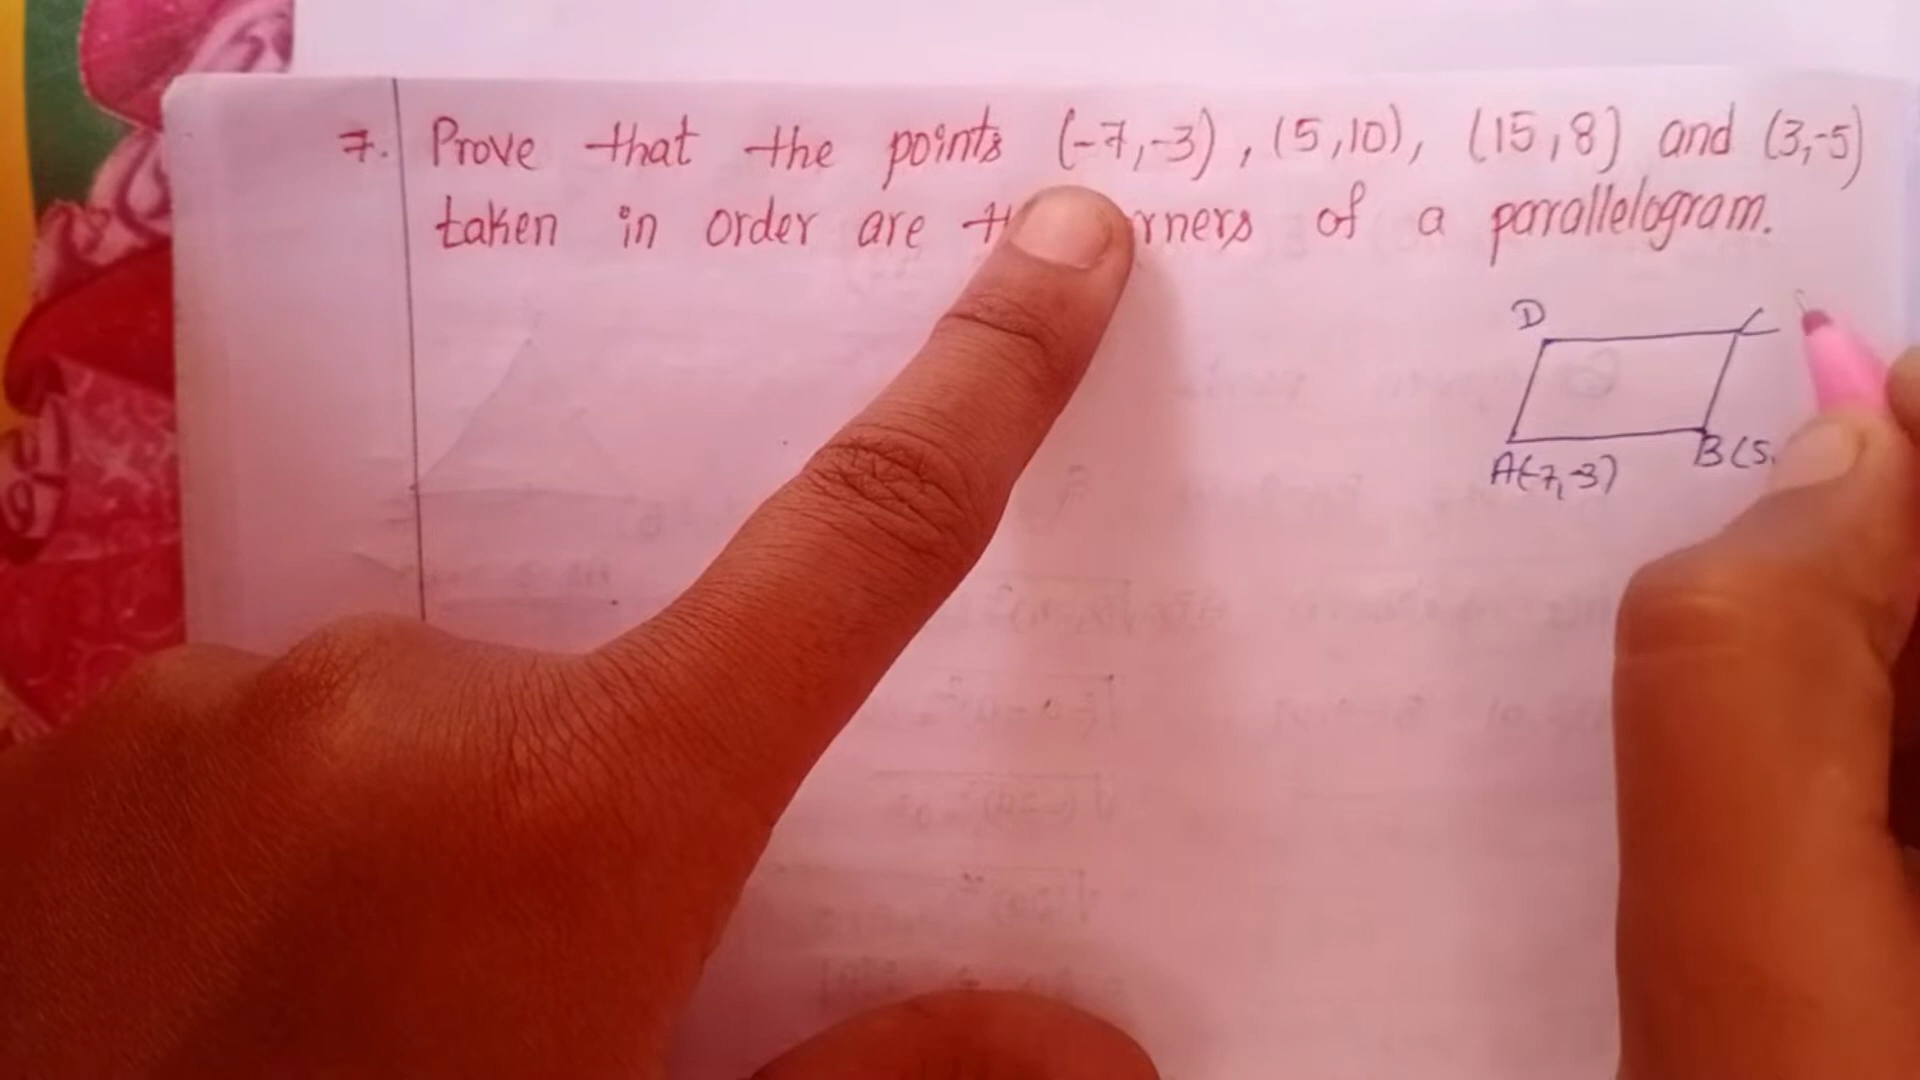 7. Prove that the points (-7,-3), (5,10), (15,8) and (3,-5)
taken in order are of a parallelogram.
D
A(-7,-3) B(5,